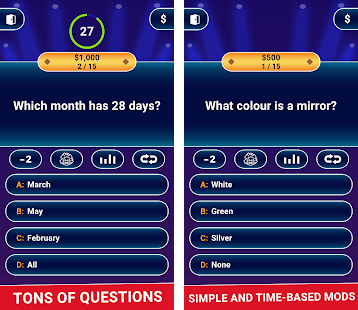 $
27
$1,000
2 / 15
Which month has 28 days?
-2
A: March
B: May
C: February
D: All
TONS OF QUESTIONS
$
$500
1 / 15
What colour is a mirror?
-2
A: White
B: Green
C: Silver
D: None
SIMPLE AND TIME-BASED MODS